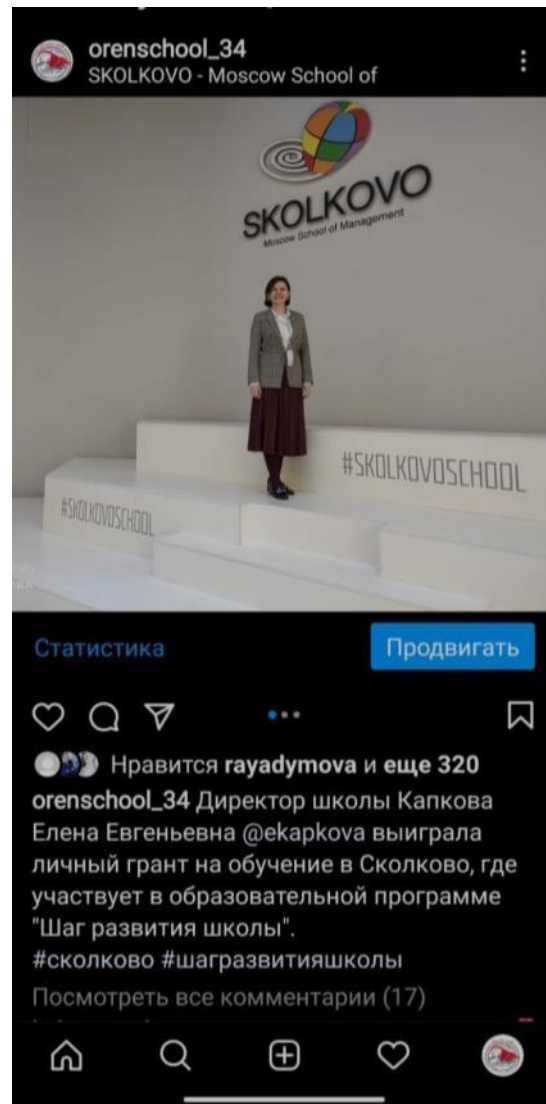 orenschool_34
SKOLKOVO - Moscow School of
SKOLKOVO
Moscow School of Management
#SKOLKOVOSCHOOL
#SKOLKOVOSCHOOL
Статистика
Продвигать
Нравится rayadymova и еще 320
orenschool_34 Директор школы Капкова
Елена Евгеньевна @ekapkova выиграла
личный грант на обучение в Сколково, где
участвует в образовательной программе
"Шаг развития школы".
#сколково #шагразвитияшколы
Посмотреть все комментарии (17)